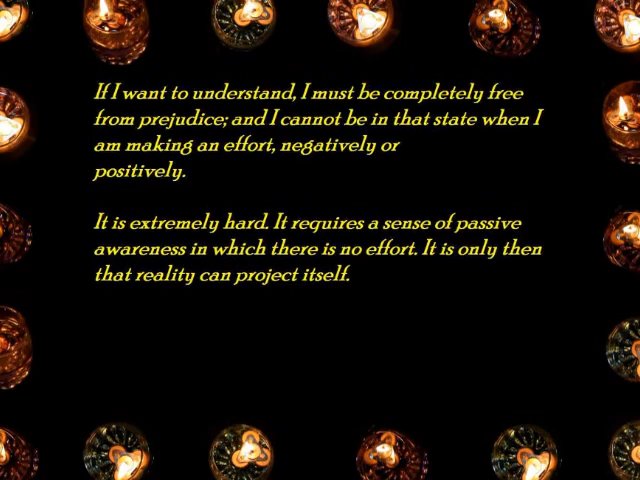 If I want to understand, I must be completely free
from prejudice; and I cannot be in that state when I
am making an effort, negatively or
positively.
It is extremely hard. It requires a sense of passive
awareness in which there is no effort. It is only then
that reality can project itself.